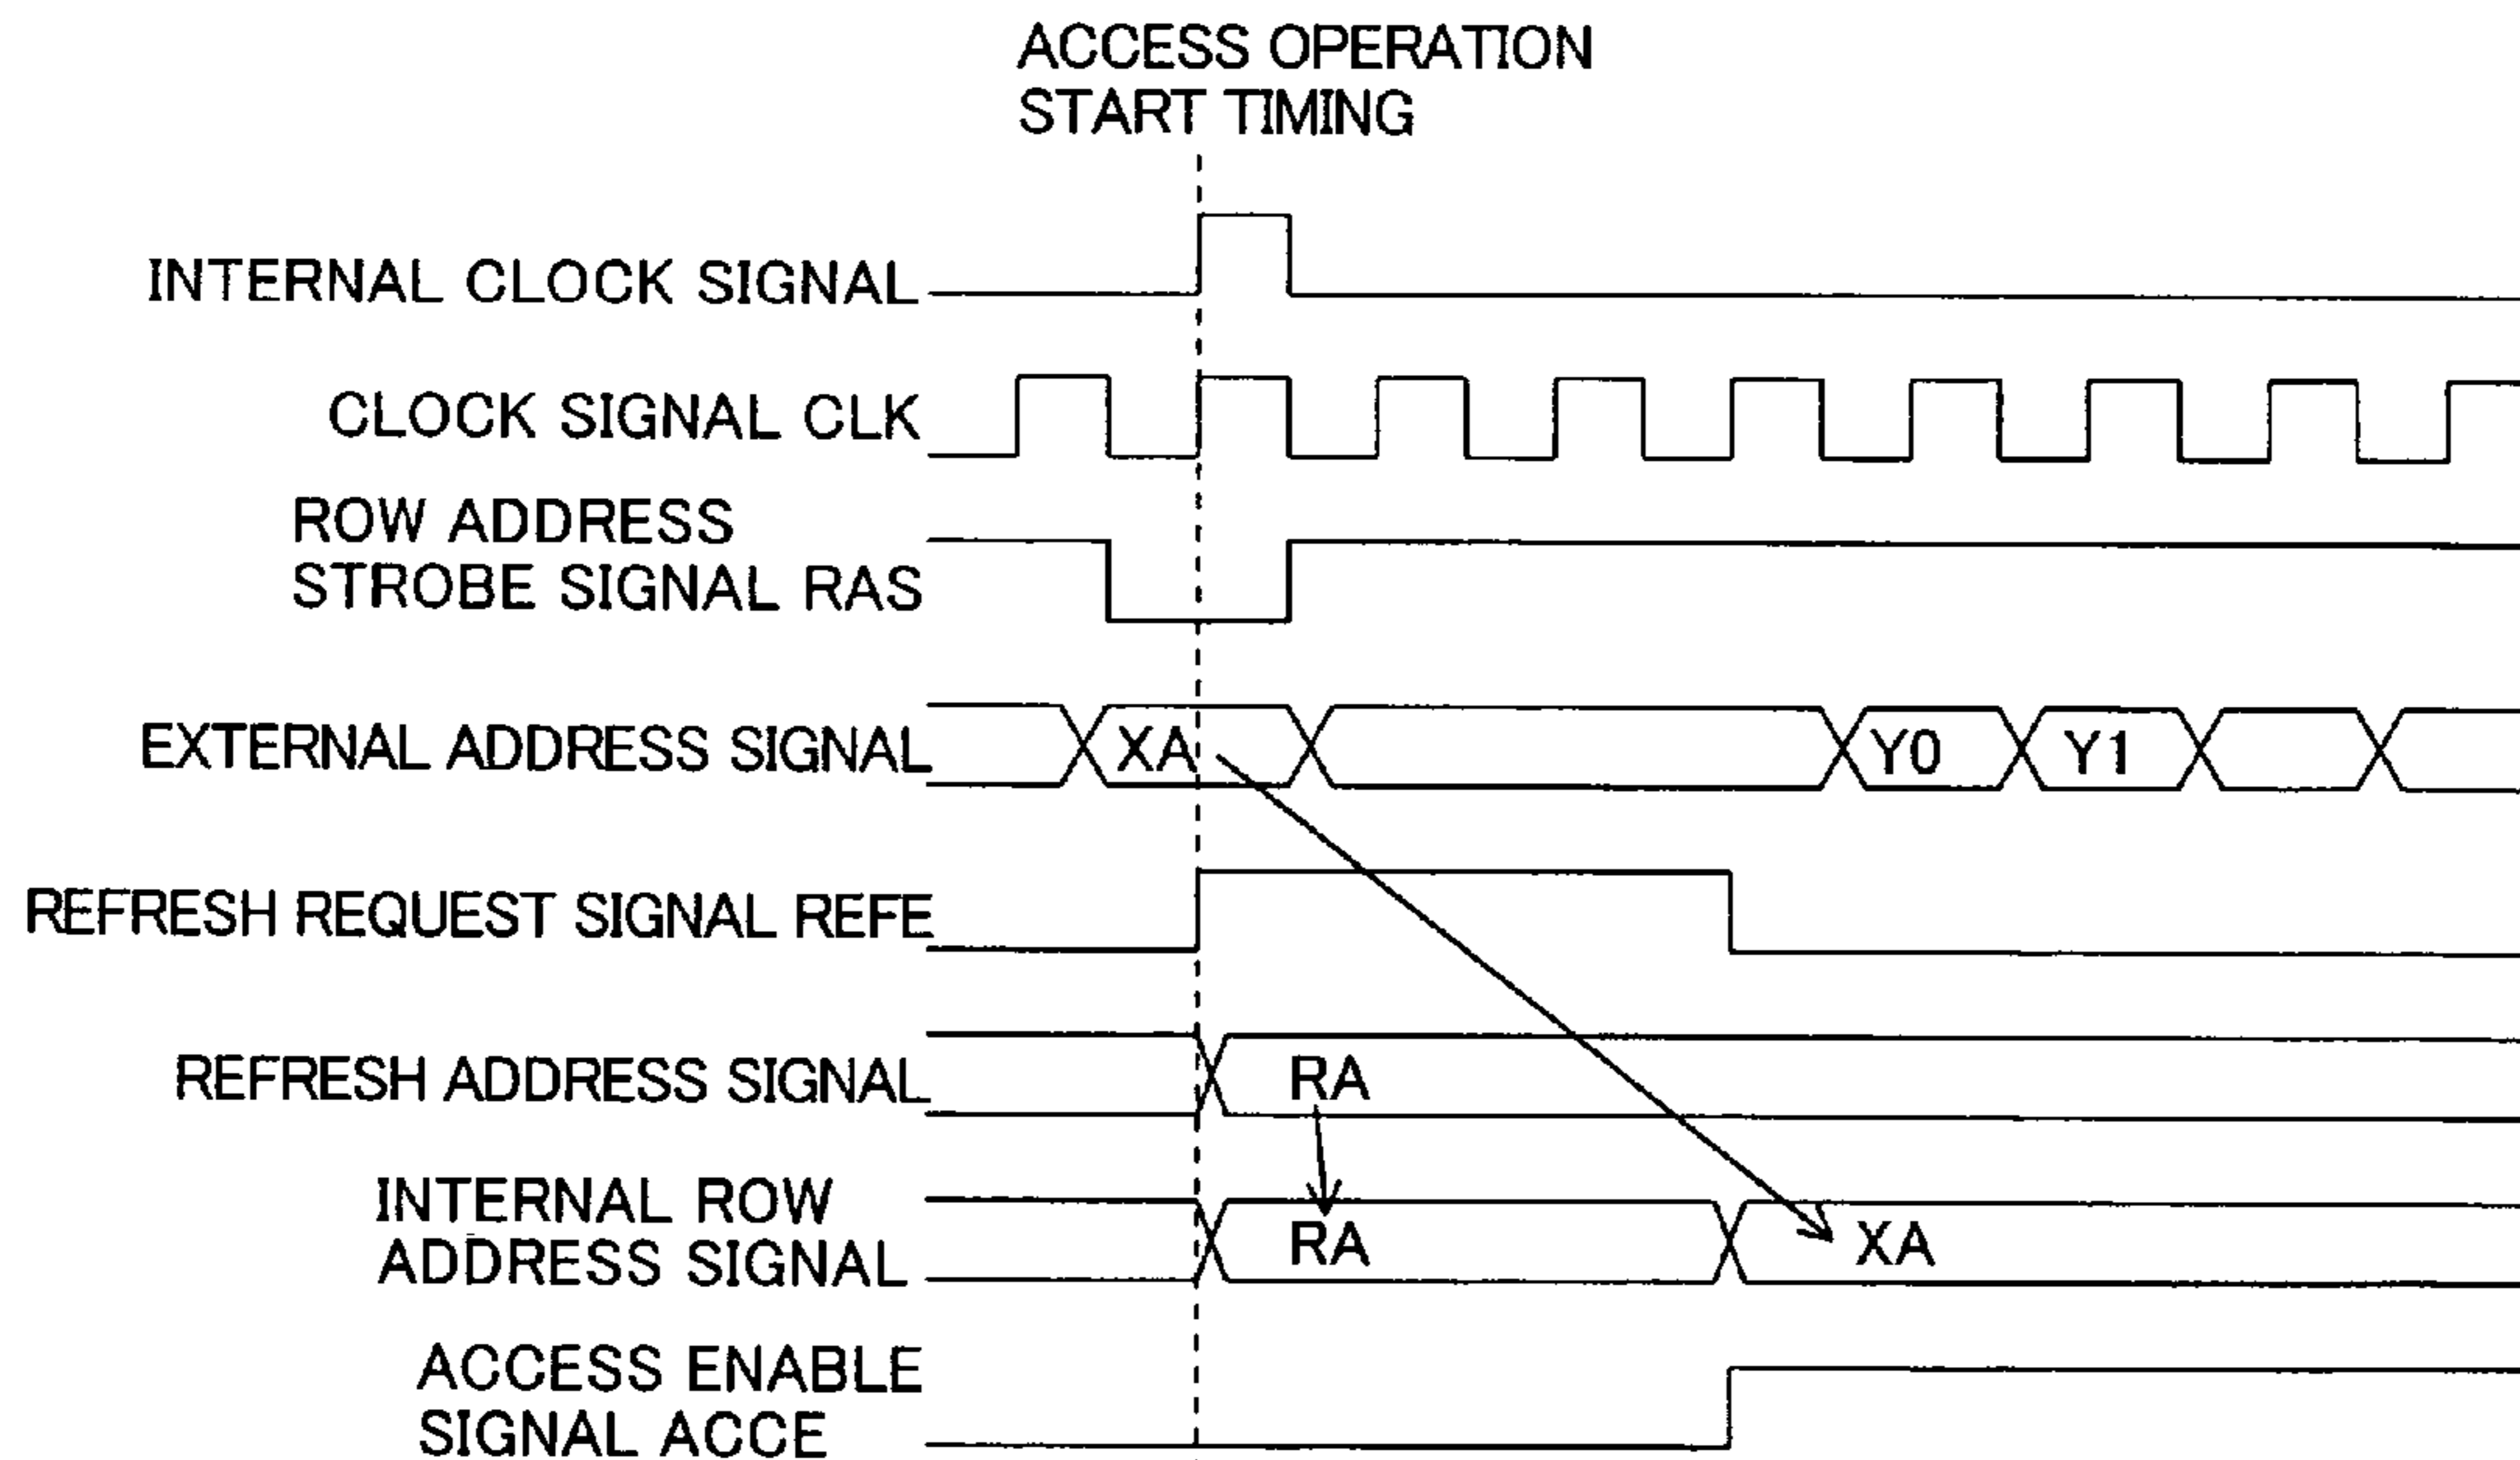 ACCESS OPERATION
START TIMING
INTERNAL CLOCK SIGNAL
CLOCK SIGNAL CLK
ROW ADDRESS
STROBE SIGNAL RAS
EXTERNAL ADDRESS SIGNAL
XA
Y0
Y1
REFRESH REQUEST SIGNAL REFE
REFRESH ADDRESS SIGNAL
RA
INTERNAL ROW
ADDRESS SIGNAL
RA
XA
ACCESS ENABLE
SIGNAL ACCE